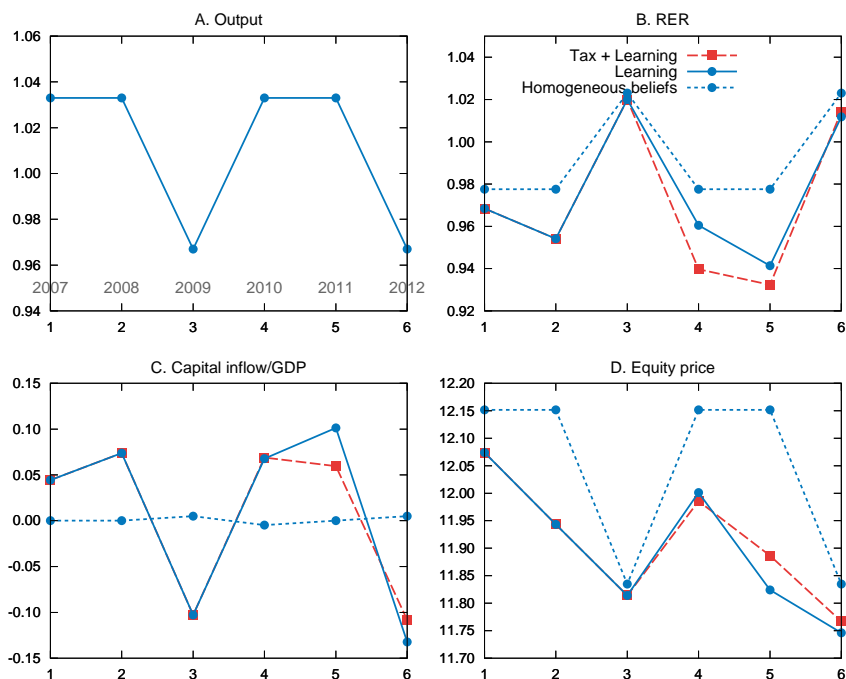 A. Output
1.06
1.04
1.02
1.00
0.98
0.96
0.94
2007 2008 2009 2010 2011 2012
1 2 3 4 5 6
B. RER
1.04
1.02
1.00
0.98
0.96
0.94
0.92
Tax + Learning
Learning
Homogeneous beliefs
1 2 3 4 5 6
C. Capital inflow/GDP
0.15
0.10
0.05
0.00
-0.05
-0.10
-0.15
1 2 3 4 5 6
D. Equity price
12.20
12.15
12.10
12.05
12.00
11.95
11.90
11.85
11.80
11.75
11.70
1 2 3 4 5 6